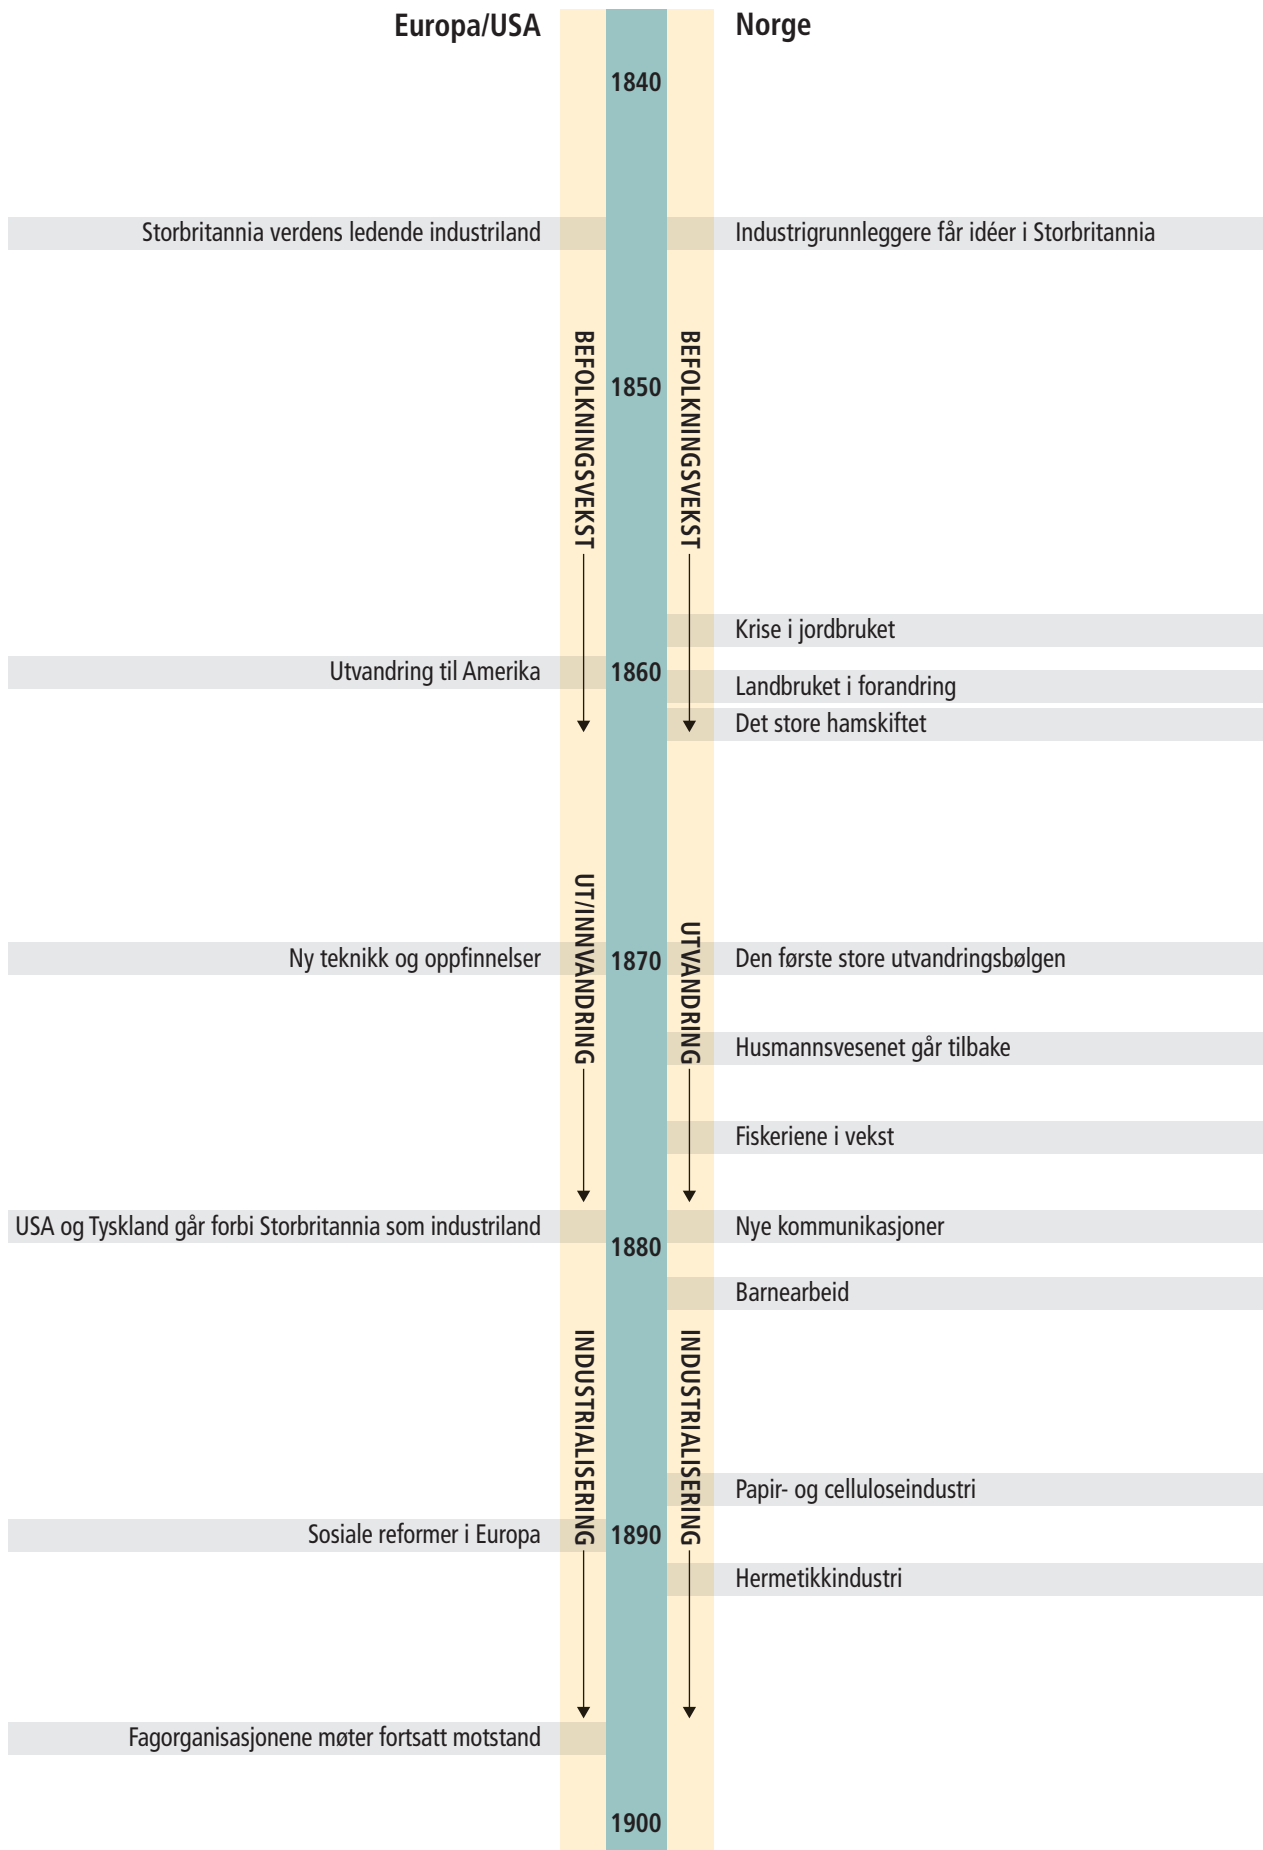 Europa/USA
Norge
1840
Storbritannia verdens ledende industriland
Industrigrunnleggere får idéer i Storbritannia
BEFOLKNINGSVEKST
BEFOLKNINGSVEKST
1850
Krise i jordbruket
Utvandring til Amerika
1860
Landbruket i forandring
Det store hamskiftet
UT/INNVANDRING
UTVANDRING
Ny teknikk og oppfinnelser
1870
Den første store utvandringsbølgen
Husmannsvesenet går tilbake
Fiskeriene i vekst
USA og Tyskland går forbi Storbritannia som industriland
Nye kommunikasjoner
1880
Barnearbeid
INDUSTRIALISERING
INDUSTRIALISERING
Papir- og celluloseindustri
Sosiale reformer i Europa
1890
Hermetikkindustri
Fagorganisasjonene møter fortsatt motstand
1900